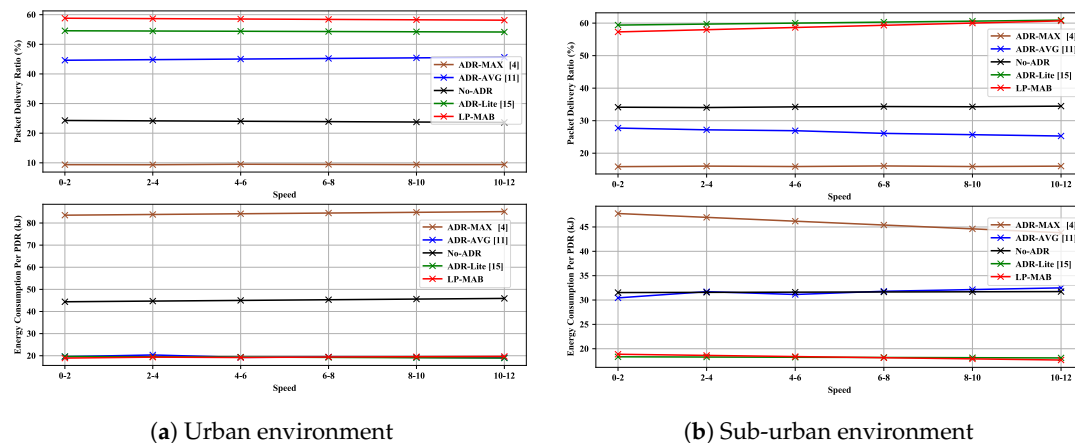 Packet Delivery Ratio (%)
60
50
40
30
20
10
ADR-MAX [4]
ADR-AVG [11]
No-ADR
ADR-Lite [15]
LP-MAB
0-2 2-4 4-6 6-8 8-10 10-12
Speed
Energy Consumption Per PDR (kJ)
80
70
60
50
40
30
20
ADR-MAX [4]
ADR-AVG [11]
No-ADR
ADR-Lite [15]
LP-MAB
0-2 2-4 4-6 6-8 8-10 10-12
Speed
(a) Urban environment
Packet Delivery Ratio (%)
60
50
40
30
20
ADR-MAX [4]
ADR-AVG [11]
No-ADR
ADR-Lite [15]
LP-MAB
0-2 2-4 4-6 6-8 8-10 10-12
Speed
Energy Consumption Per PDR (kJ)
45
40
35
30
25
20
ADR-MAX [4]
ADR-AVG [11]
No-ADR
ADR-Lite [15]
LP-MAB
0-2 2-4 4-6 6-8 8-10 10-12
Speed
(b) Sub-urban environment